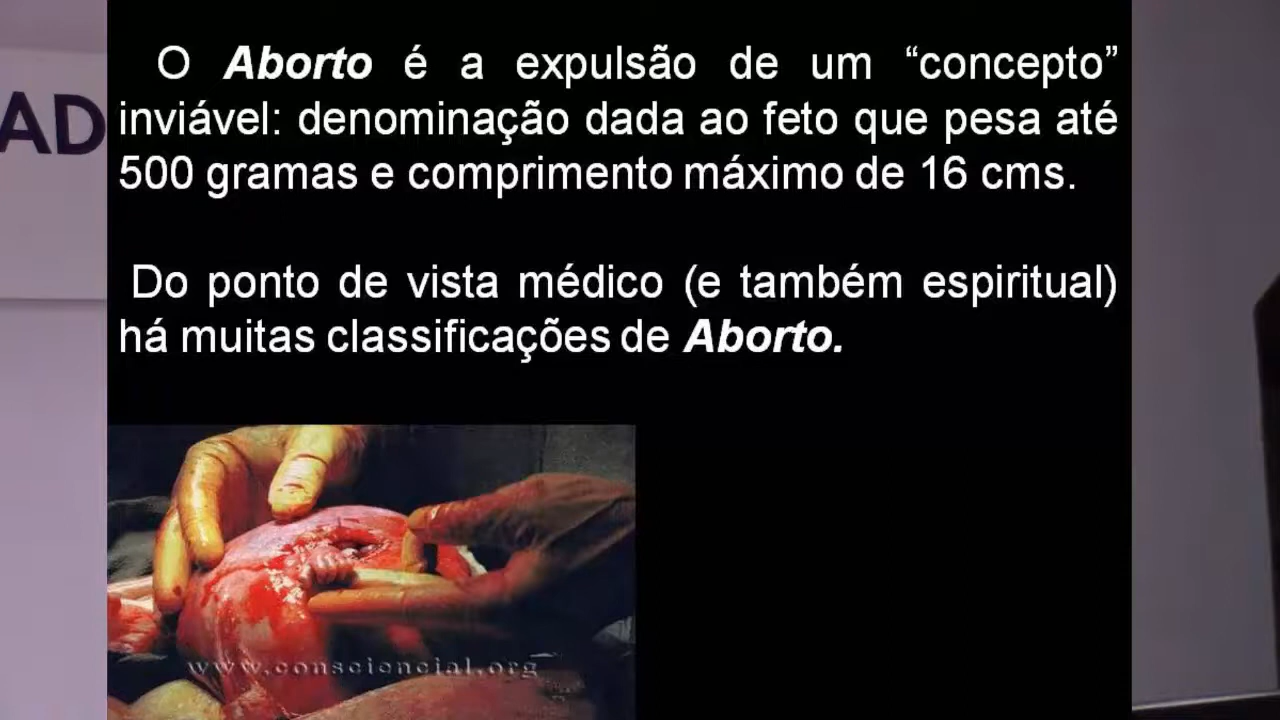 AD
O Aborto é a expulsão de um “concepto”
inviável: denominação dada ao feto que pesa até
500 gramas e comprimento máximo de 16 cms.
Do ponto de vista médico (e também espiritual)
há muitas classificações de Aborto.
www.consciencial.org